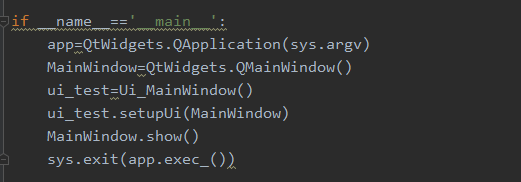 if __name__=='__main__':
app=QtWidgets.QApplication(sys.argv)
MainWindow=QtWidgets.QMainWindow()
ui_test=Ui_MainWindow()
ui_test.setupUi(MainWindow)
MainWindow.show()
sys.exit(app.exec_())